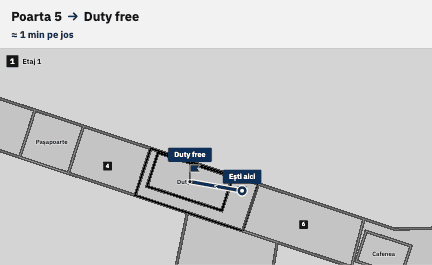 Poarta 5 → Duty free
≈ 1 min pe jos
1 Etaj 1
Pașapoarte
4
Duty free
Dut
Ești aici
6
Cafenea